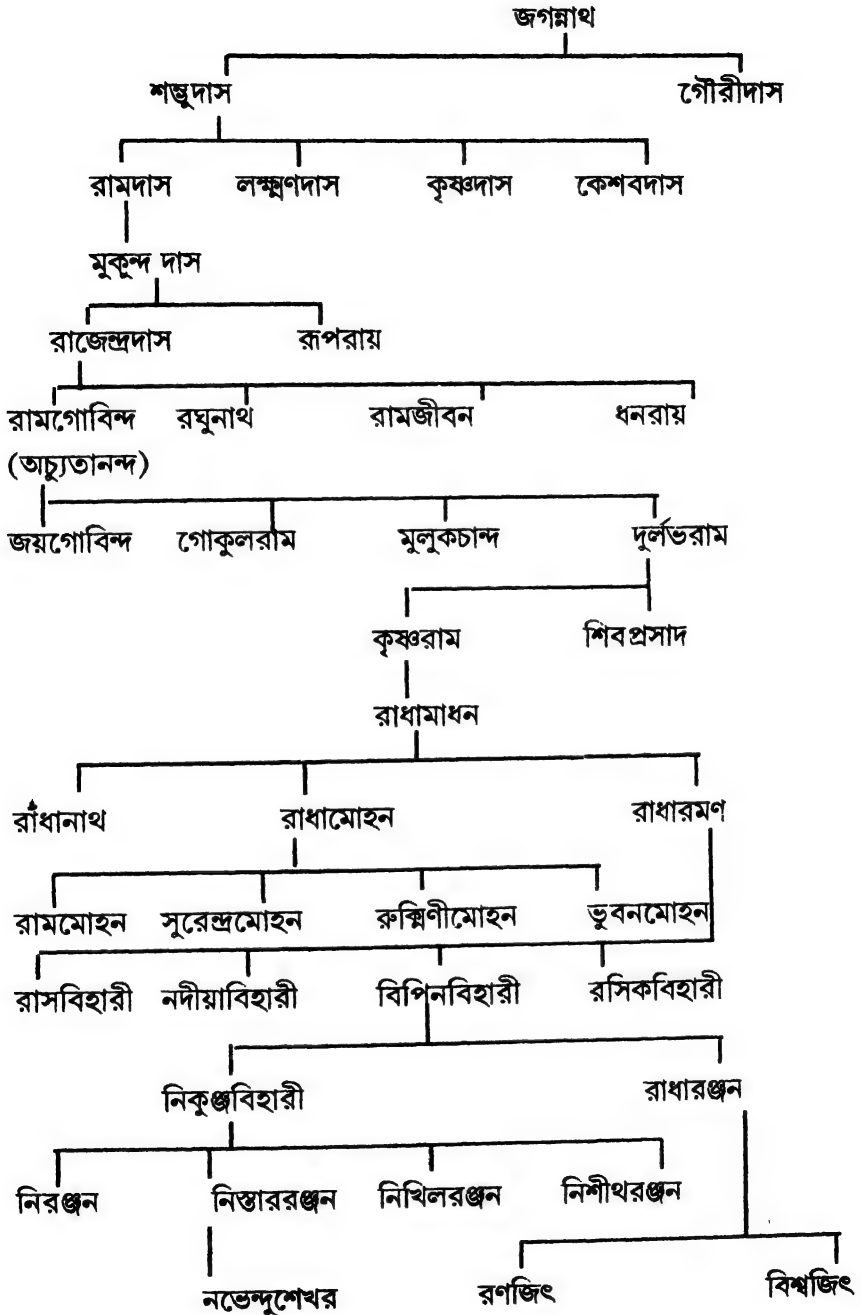 জগন্নাথ
শম্ভুদাস গৌরীদাস
রামদাস লক্ষ্মণদাস কৃষ্ণদাস কেশবদাস
মুকুন্দ দাস
রাজেন্দ্রদাস রূপরায়
রামগোবিন্দ রঘুনাথ রামজীবন ধনরায়
(অচ্যুতানন্দ)
জয়গোবিন্দ গোকুলরাম মুলুকচান্দ দুর্লভরাম
কৃষ্ণরাম শিবপ্রসাদ
রাধামাধন
রাধানাথ রাধামোহন রাধারমণ
রামমোহন সুরেন্দ্রমোহন রুক্মিণীমোহন ভুবনমোহন
রাসবিহারী নদীয়াবিহারী বিপিনবিহারী রসিকবিহারী
নিকুঞ্জবিহারী রাধারঞ্জন
নিরঞ্জন নিস্তাররঞ্জন নিখিলরঞ্জন নিশীথরঞ্জন
নভেন্দুশেখর রণজিৎ বিশ্বজিৎ